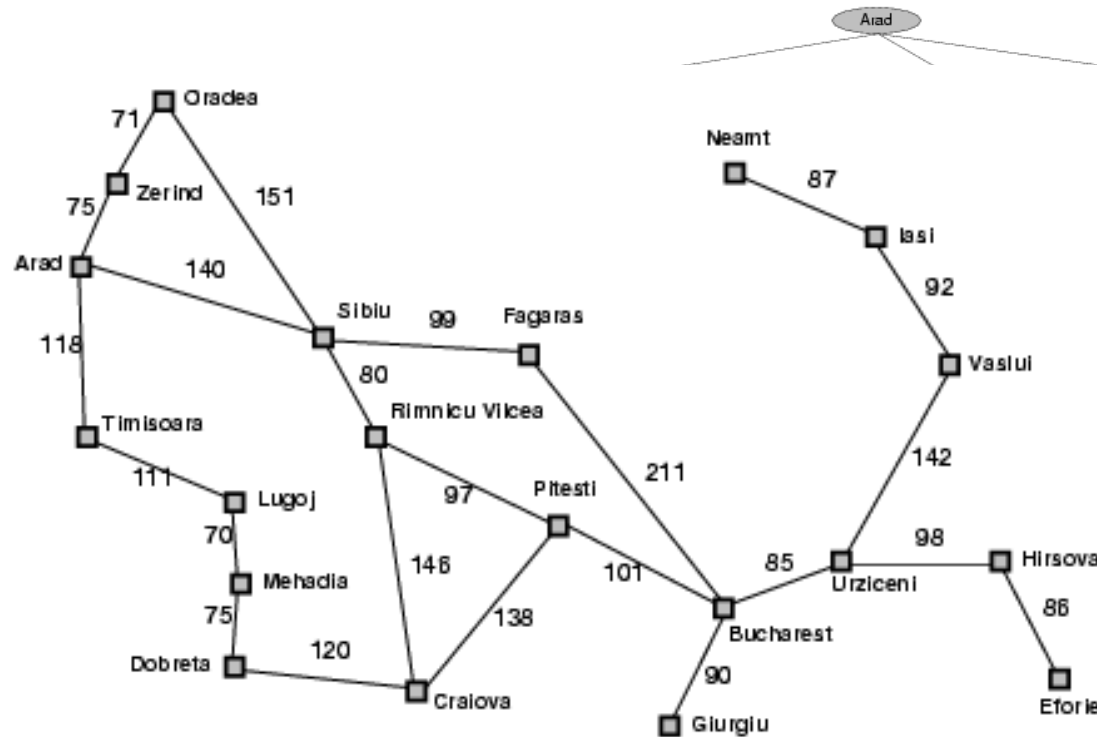 Arad
Oradea
71
Neamt
87
Zerind
151
75
Iasi
Arad
140
92
Sibiu
99
Fagaras
118
80
Vaslui
Timisoara
Rimnicu Vilcea
142
111
97
Pitesti
211
Lugoj
70
98
Hirsova
146
101
85
Urziceni
Mehadia
75
138
86
Bucharest
120
Dobreta
90
Craiova
Eforie
Giurgiu